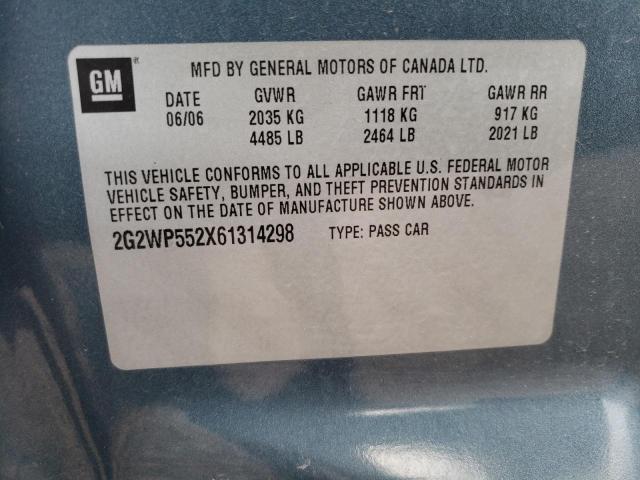 GM®
MFD BY GENERAL MOTORS OF CANADA LTD.
DATE GVWR GAWR FRT GAWR RR
06/06 2035 KG 1118 KG 917 KG
4485 LB 2464 LB 2021 LB
THIS VEHICLE CONFORMS TO ALL APPLICABLE U.S. FEDERAL MOTOR
VEHICLE SAFETY, BUMPER, AND THEFT PREVENTION STANDARDS IN
EFFECT ON THE DATE OF MANUFACTURE SHOWN ABOVE.
2G2WP552X61314298 TYPE: PASS CAR